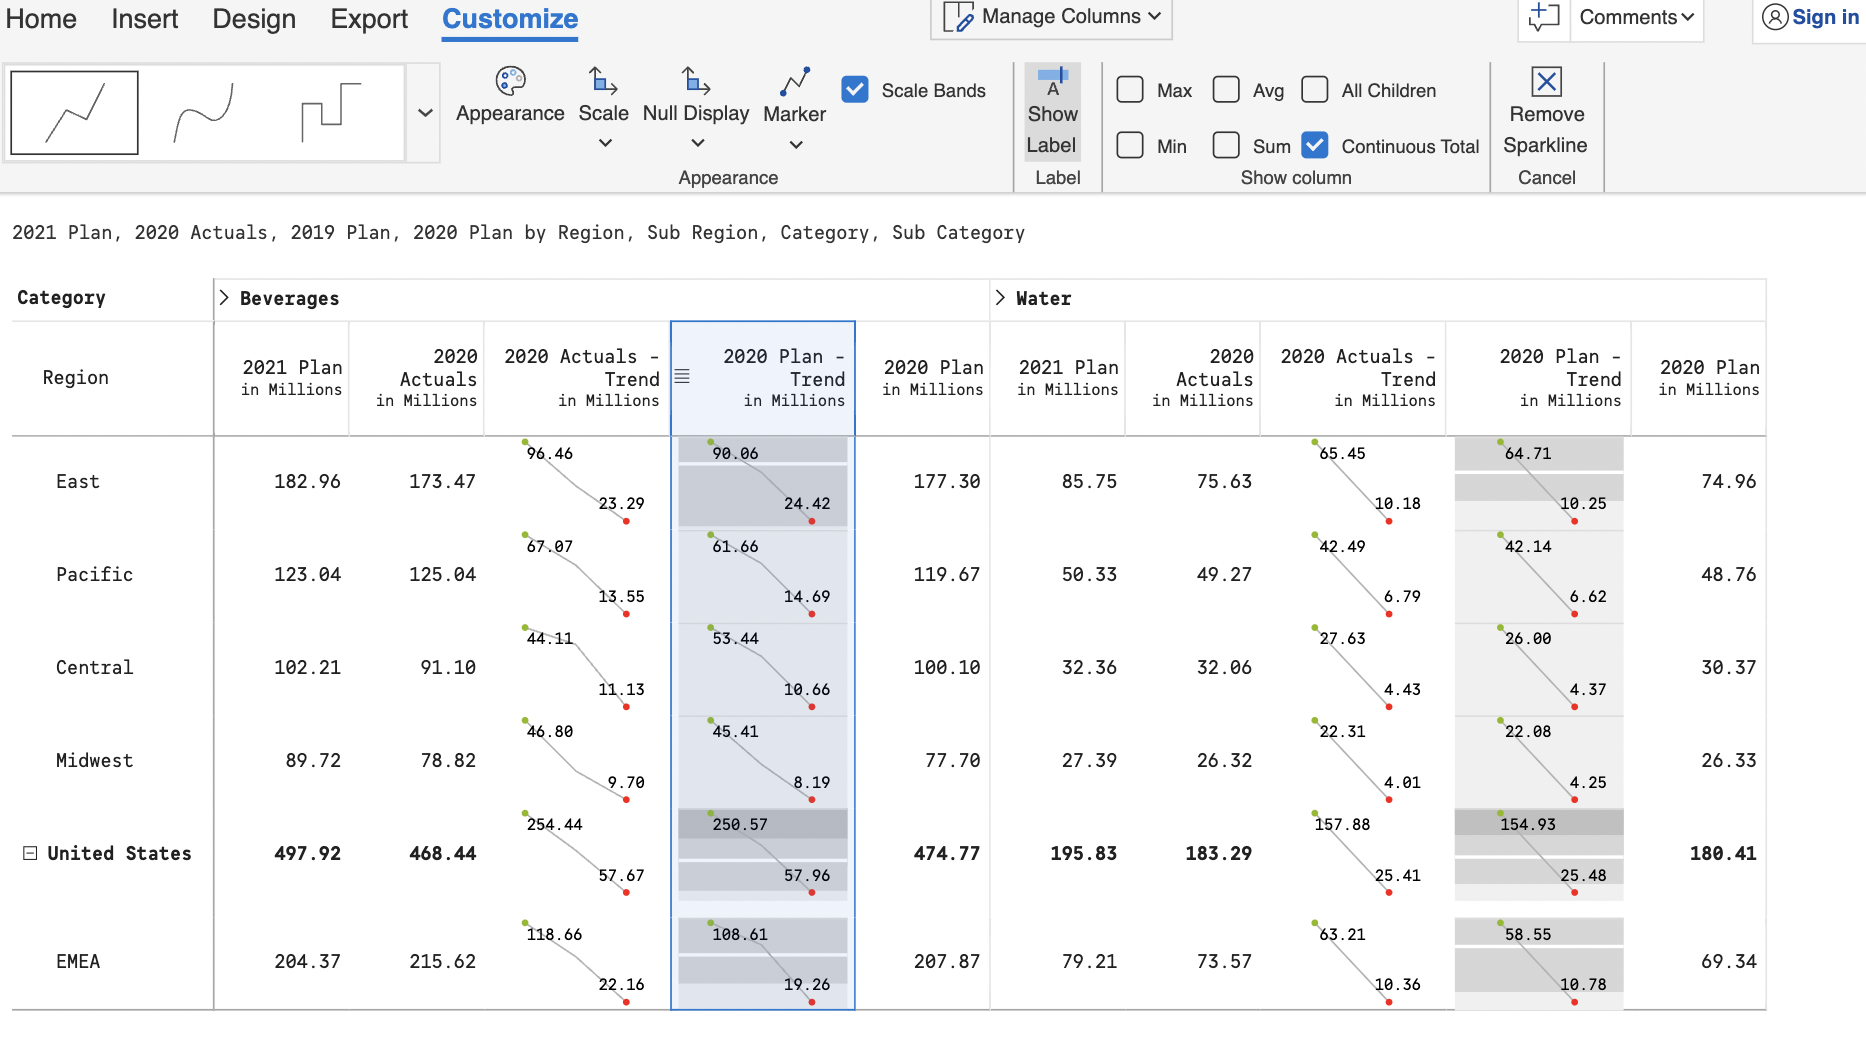 Home Insert Design Export Customize Manage Columns Comments Sign in
Appearance Scale Null Display Marker Scale Bands Show Label Max Avg All Children Remove Sparkline
Min Sum Continuous Total
Appearance Label Show column Cancel
2021 Plan, 2020 Actuals, 2019 Plan, 2020 Plan by Region, Sub Region, Category, Sub Category
Category Beverages Water
Region 2021 Plan in Millions 2020 Actuals in Millions 2020 Actuals - Trend in Millions 2020 Plan - Trend in Millions 2020 Plan in Millions 2021 Plan in Millions 2020 Actuals in Millions 2020 Actuals - Trend in Millions 2020 Plan - Trend in Millions 2020 Plan in Millions
East 182.96 173.47 96.46 23.29 90.06 24.42 177.30 85.75 75.63 65.45 10.18 64.71 10.25 74.96
Pacific 123.04 125.04 67.07 13.55 61.66 14.69 119.67 50.33 49.27 42.49 6.79 42.14 6.62 48.76
Central 102.21 91.10 44.11 11.13 53.44 10.66 100.10 32.36 32.06 27.63 4.43 26.00 4.37 30.37
Midwest 89.72 78.82 46.80 9.70 45.41 8.19 77.70 27.39 26.32 22.31 4.01 22.08 4.25 26.33
United States 497.92 468.44 254.44 57.67 250.57 57.96 474.77 195.83 183.29 157.88 25.41 154.93 25.48 180.41
EMEA 204.37 215.62 118.66 22.16 108.61 19.26 207.87 79.21 73.57 63.21 10.36 58.55 10.78 69.34